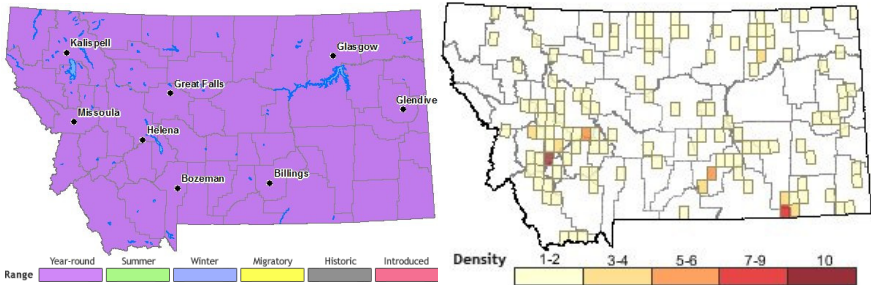 Kalispell
Glasgow
Great Falls
Glendive
Missoula
Helena
Bozeman
Billings
Range
Year-round Summer Winter Migratory Historic Introduced
Density
1-2 3-4 5-6 7-9 10